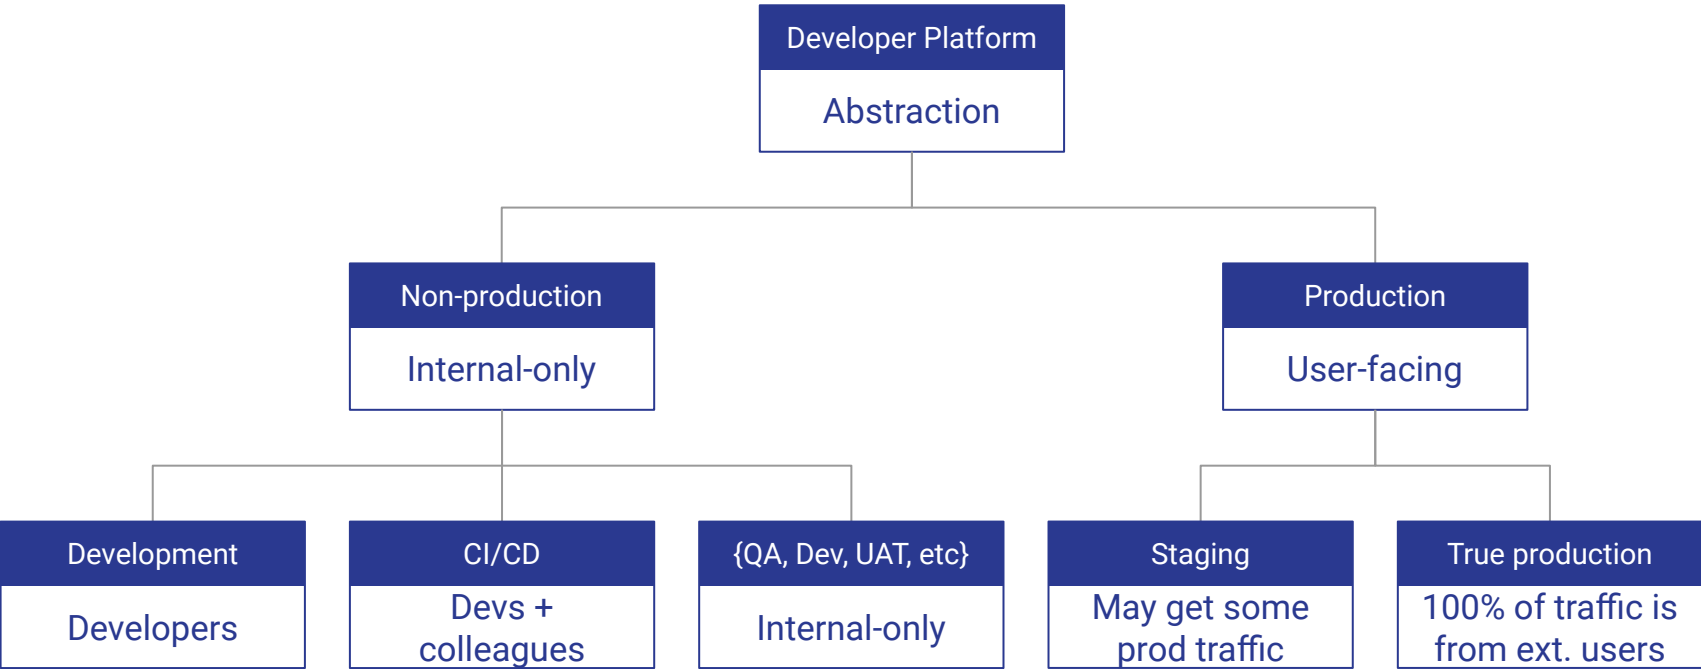 Developer Platform
Abstraction
Non-production
Internal-only
Production
User-facing
Development
Developers
CI/CD
Devs +
colleagues
{QA, Dev, UAT, etc}
Internal-only
Staging
May get some
prod traffic
True production
100% of traffic is
from ext. users